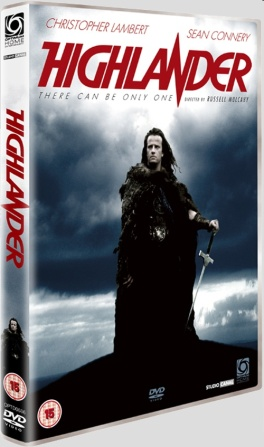 CHRISTOPHER LAMBERT
SEAN CONNERY
HIGHLANDER
THERE CAN BE ONLY ONE
DIRECTED BY RUSSELL MULCAHY
DVD
STUDIO CANAL
15
HIGHLANDER
15
DVD
VIDEO